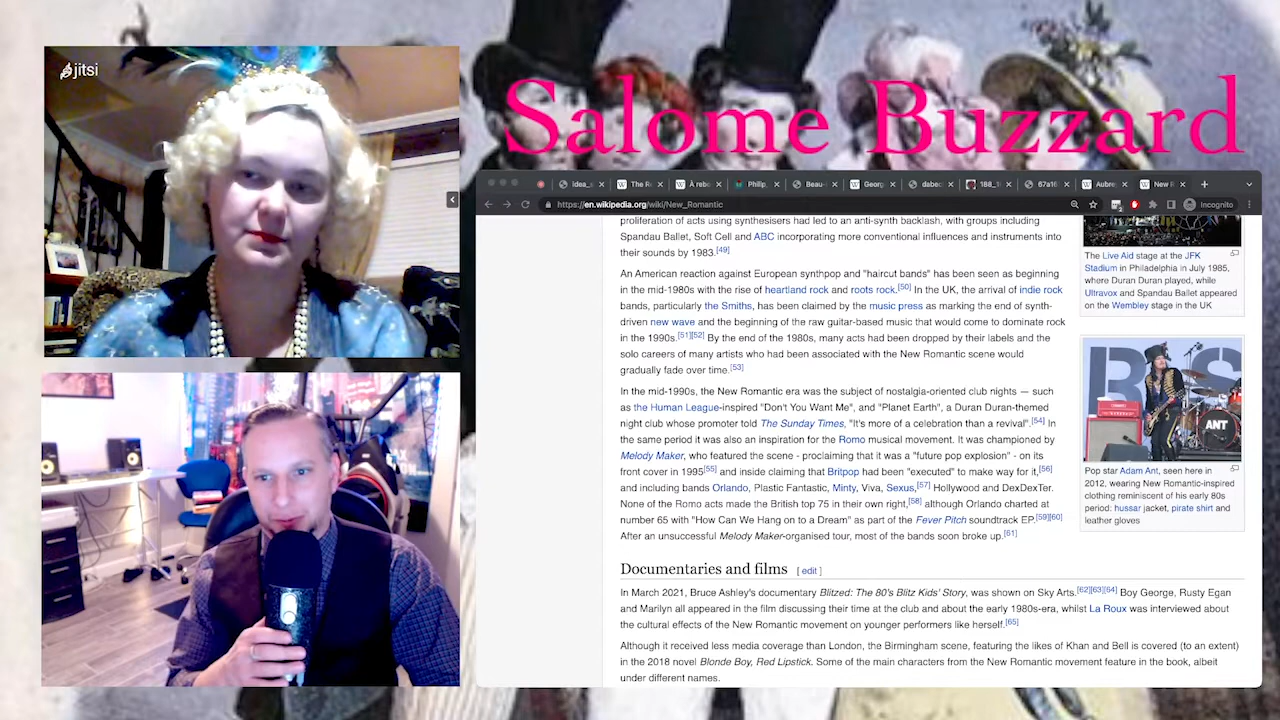 jitsi
Salome Buzzard
idea_s
The R
À reb
Philip
Beau-
Georg
dabec
188_1
67a16
Aubre
New R
https://en.wikipedia.org/wiki/New_Romantic
Incognito
proliferation of acts using synthesisers had led to an anti-synth backlash, with groups including
Spandau Ballet, Soft Cell and ABC incorporating more conventional influences and instruments into
their sounds by 1983.[49]
An American reaction against European synthpop and "haircut bands" has been seen as beginning
in the mid-1980s with the rise of heartland rock and roots rock.[50] In the UK, the arrival of indie rock
bands, particularly the Smiths, has been claimed by the music press as marking the end of synth-
driven new wave and the beginning of the raw guitar-based music that would come to dominate rock
in the 1990s.[51][52] By the end of the 1980s, many acts had been dropped by their labels and the
solo careers of many artists who had been associated with the New Romantic scene would
gradually fade over time.[53]
In the mid-1990s, the New Romantic era was the subject of nostalgia-oriented club nights — such
as the Human League-inspired "Don't You Want Me", and "Planet Earth", a Duran Duran-themed
night club whose promoter told The Sunday Times, "It's more of a celebration than a revival".[54] In
the same period it was also an inspiration for the Romo musical movement. It was championed by
Melody Maker, who featured the scene - proclaiming that it was a "future pop explosion" - on its
front cover in 1995[55] and inside claiming that Britpop had been "executed" to make way for it,[56]
and including bands Orlando, Plastic Fantastic, Minty, Viva, Sexus,[57] Hollywood and DexDexTer.
None of the Romo acts made the British top 75 in their own right,[58] although Orlando charted at
number 65 with "How Can We Hang on to a Dream" as part of the Fever Pitch soundtrack EP.[59][60]
After an unsuccessful Melody Maker-organised tour, most of the bands soon broke up.[61]
The Live Aid stage at the JFK
Stadium in Philadelphia in July 1985,
where Duran Duran played, while
Ultravox and Spandau Ballet appeared
on the Wembley stage in the UK
ANT
Pop star Adam Ant, seen here in
2012, wearing New Romantic-inspired
clothing reminiscent of his early 80s
period: hussar jacket, pirate shirt and
leather gloves
Documentaries and films [ edit ]
In March 2021, Bruce Ashley's documentary Blitzed: The 80's Blitz Kids' Story, was shown on Sky Arts.[62][63][64] Boy George, Rusty Egan
and Marilyn all appeared in the film discussing their time at the club and about the early 1980s-era, whilst La Roux was interviewed about
the cultural effects of the New Romantic movement on younger performers like herself.[65]
Although it received less media coverage than London, the Birmingham scene, featuring the likes of Khan and Bell is covered (to an extent)
in the 2018 novel Blonde Boy, Red Lipstick. Some of the main characters from the New Romantic movement feature in the book, albeit
under different names.